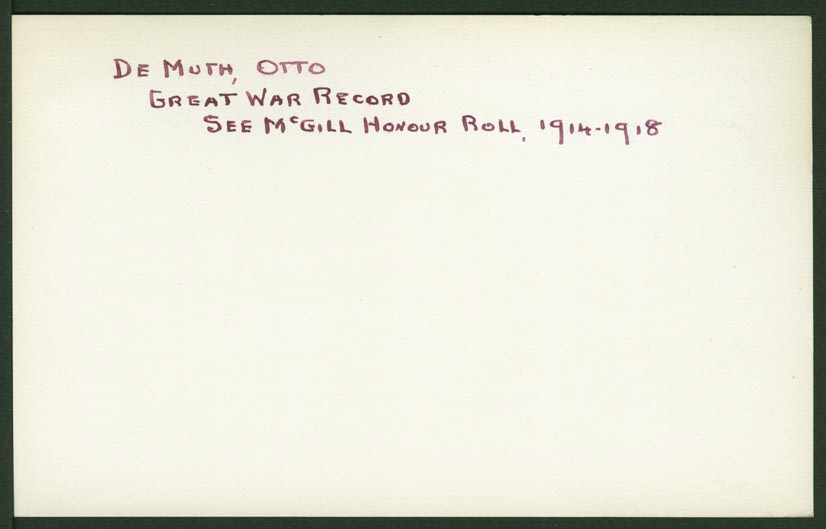 De Muth, Otto
Great War Record
See McGill Honour Roll, 1914-1918